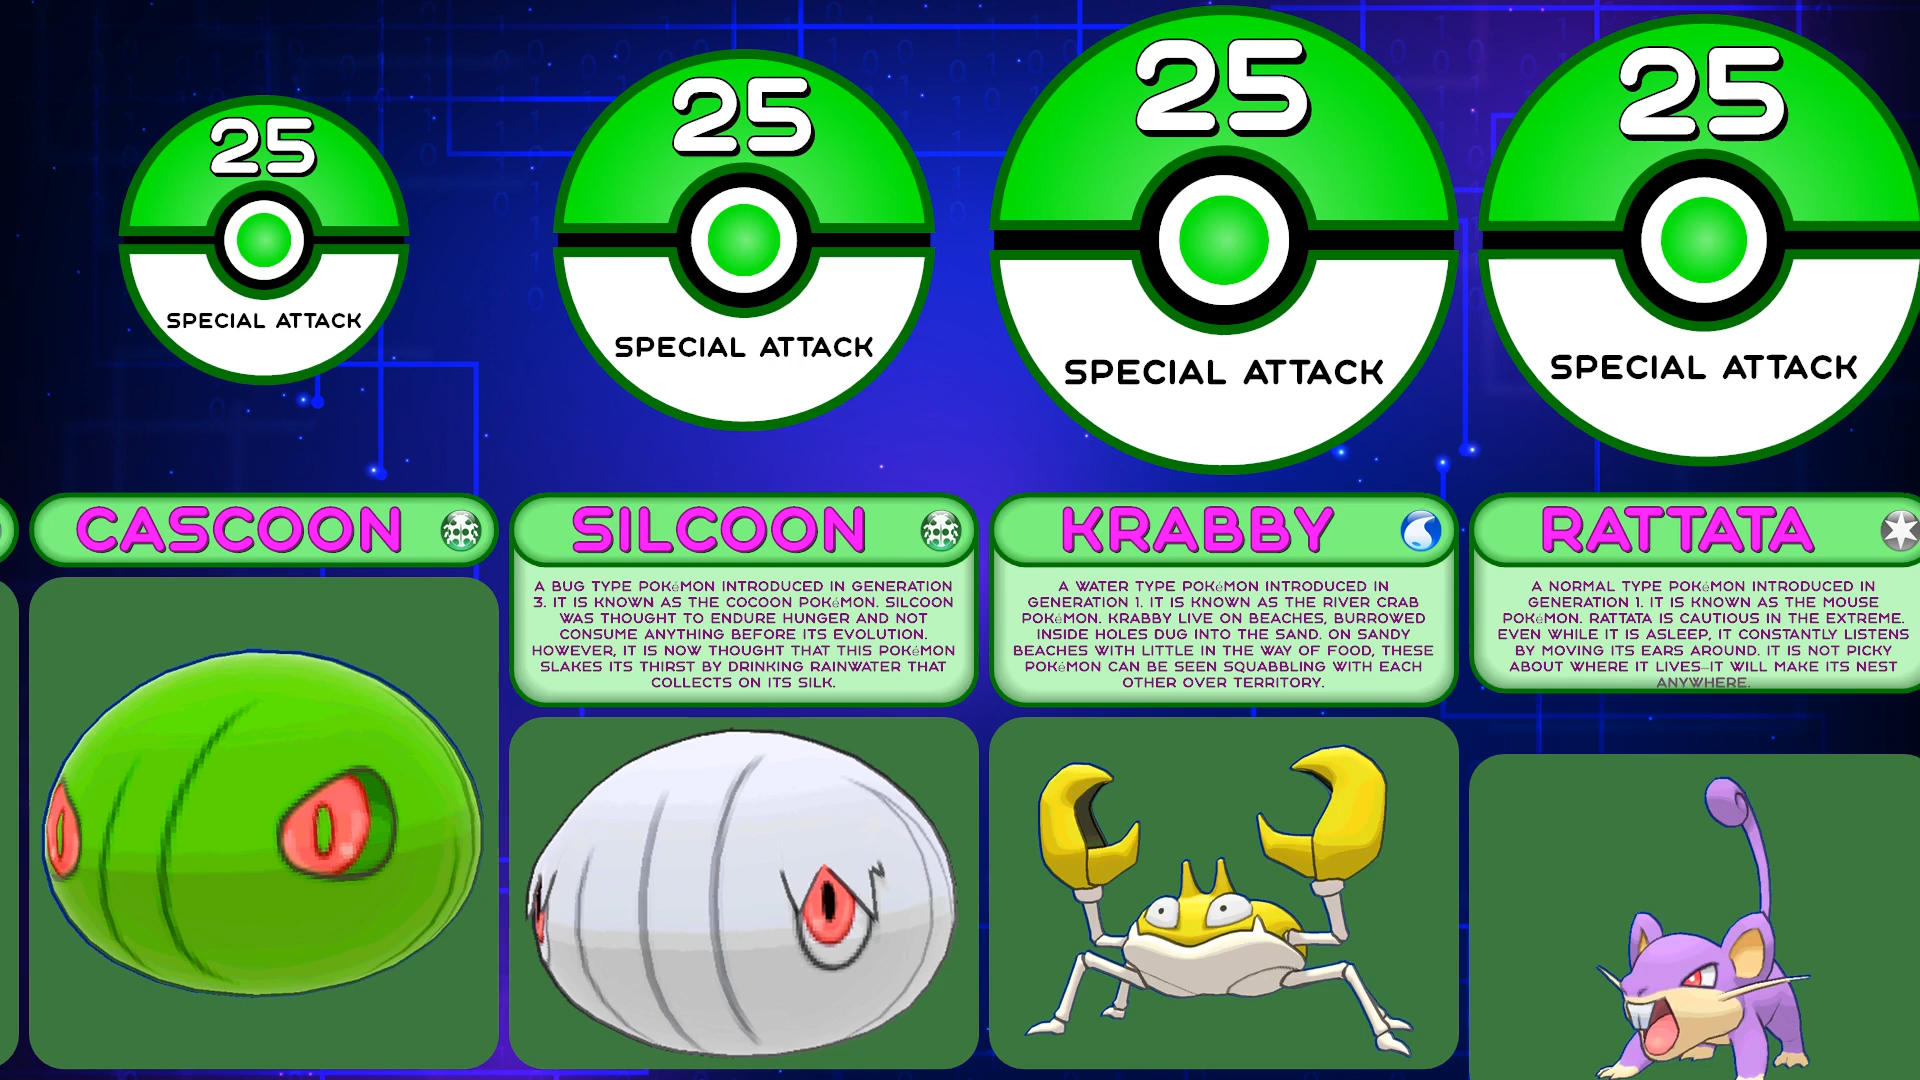 25
SPECIAL ATTACK
CASCOON
25
SPECIAL ATTACK
SILCOON
A BUG TYPE POKéMON INTRODUCED IN GENERATION
3. IT IS KNOWN AS THE COCOON POKéMON. SILCOON
WAS THOUGHT TO ENDURE HUNGER AND NOT
CONSUME ANYTHING BEFORE ITS EVOLUTION.
HOWEVER, IT IS NOW THOUGHT THAT THIS POKéMON
SLAKES ITS THIRST BY DRINKING RAINWATER THAT
COLLECTS ON ITS SILK.
25
SPECIAL ATTACK
KRABBY
A WATER TYPE POKéMON INTRODUCED IN
GENERATION 1. IT IS KNOWN AS THE RIVER CRAB
POKéMON. KRABBY LIVE ON BEACHES, BURROWED
INSIDE HOLES DUG INTO THE SAND. ON SANDY
BEACHES WITH LITTLE IN THE WAY OF FOOD, THESE
POKéMON CAN BE SEEN SQUABBLING WITH EACH
OTHER OVER TERRITORY.
25
SPECIAL ATTACK
RATTATA
A NORMAL TYPE POKéMON INTRODUCED IN
GENERATION 1. IT IS KNOWN AS THE MOUSE
POKéMON. RATTATA IS CAUTIOUS IN THE EXTREME.
EVEN WHILE IT IS ASLEEP, IT CONSTANTLY LISTENS
BY MOVING ITS EARS AROUND. IT IS NOT PICKY
ABOUT WHERE IT LIVES—IT WILL MAKE ITS NEST
ANYWHERE.